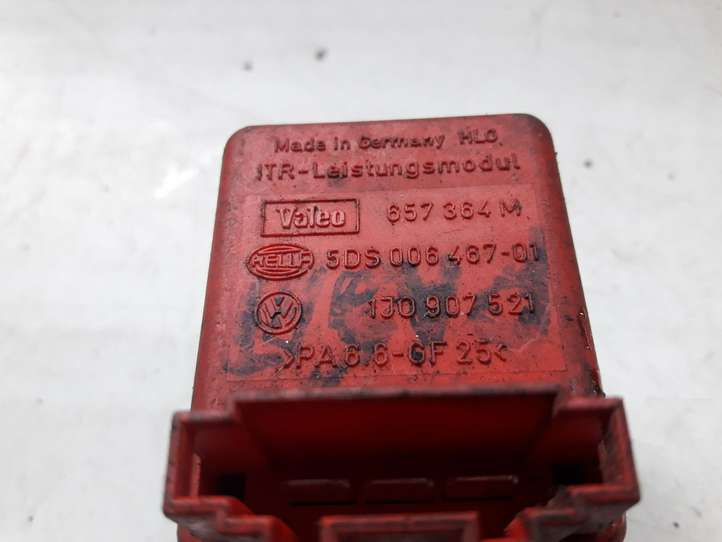 Made in Germany HLO
ITR-Leistungsmodul
Valeo 657 364 M
HELLA 5DS 006 467-01
VW 1J0 907 521
>PA 6.6-GF 25<